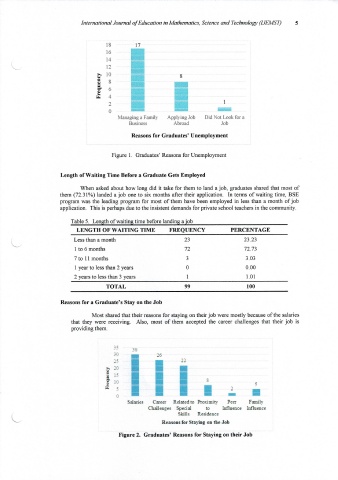 International Journal of Education in Mathematics, Science and Technology (IJEMST) 5
18
16
14
12
10
8
6
4
2
0
Frequency
17
8
1
Managing a Family Applying Job Did Not Look for a
Business Abroad Job
Reasons for Graduates' Unemployment
Figure 1. Graduates' Reasons for Unemployment
Length of Waiting Time Before a Graduate Gets Employed
When asked about how long did it take for them to land a job, graduates shared that most of
them (72.31%) landed a job one to six months after their application. In terms of waiting time, BSE
program was the leading program for most of them have been employed in less than a month of job
application. This is perhaps due to the insistent demands for private school teachers in the community.
Table 5. Length of waiting time before landing a job
LENGTH OF WAITING TIME FREQUENCY PERCENTAGE
Less than a month 23 23.23
1 to 6 months 72 72.73
7 to 11 months 3 3.03
1 year to less than 2 years 0 0.00
2 years to less than 3 years 1 1.01
TOTAL 99 100
Reasons for a Graduate's Stay on the Job
Most shared that their reasons for staying on their job were mostly because of the salaries
that they were receiving. Also, most of them accepted the career challenges that their job is
providing them.
35
30
25
20
15
10
5
0
Frequency
30
26
22
8
2
Salaries Career Related to Proximity Peer Family
Challenges Special to Influence Influence
Skills Residence
Reasons for Staying on the Job
Figure 2. Graduates' Reasons for Staying on their Job